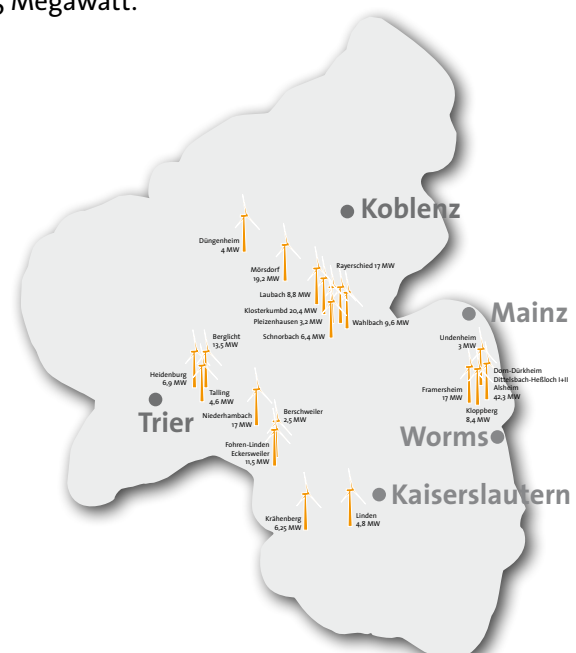 Megawatt.
Koblenz
Düngenheim
4 MW
Mörsdorf
19,2 MW
Rayerschied 17 MW
Laubach 8,8 MW
Klosterkumbd 20,4 MW
Pleizenhausen 3,2 MW
Wahlbach 9,6 MW
Schnorbach 6,4 MW
Mainz
Undenheim
3 MW
Berglicht
13,5 MW
Heidenburg
6,9 MW
Talling
4,6 MW
Dom-Dürkheim
Dittelsbach-Heßloch I+II
Alsheim
42,3 MW
Framersheim
17 MW
Kloppberg
8,4 MW
Trier
Niederhambach
17 MW
Berschweiler
2,5 MW
Worms
Fohren-Linden
Eckersweiler
11,5 MW
Kaiserslautern
Krähenberg
6,25 MW
Linden
4,8 MW